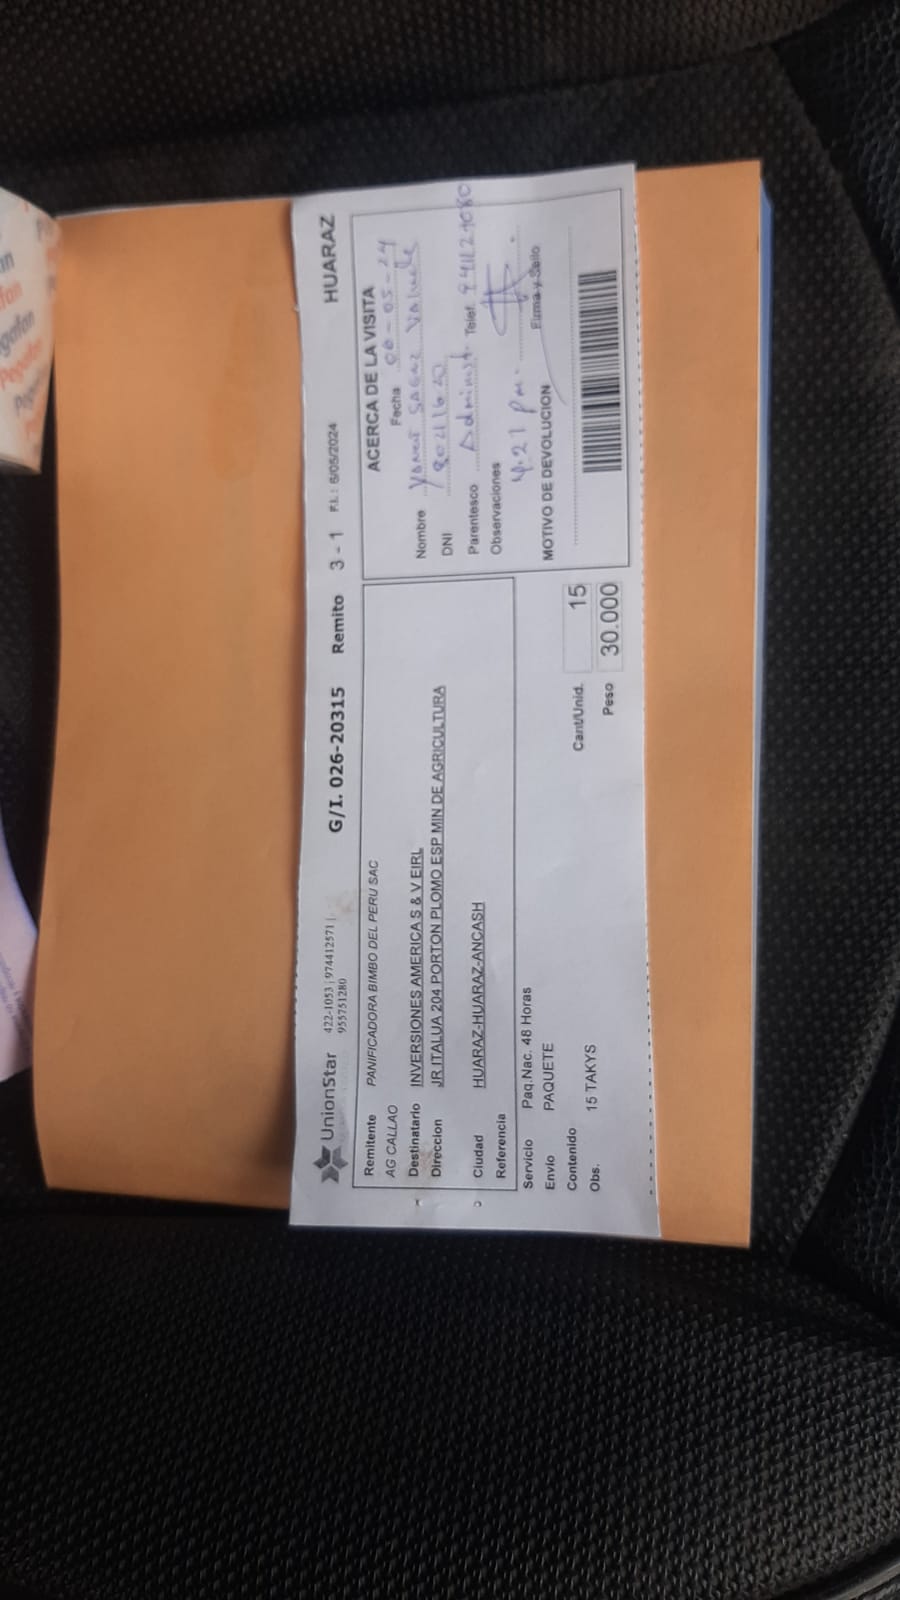 UnionStar 422-1053 | 974412571 |
955751280
G/I. 026-20315 Remito 3 - 1 F.I.: 6/05/2024 HUARAZ
Remitente PANIFICADORA BIMBO DEL PERU SAC
AG CALLAO
Destinatario INVERSIONES AMERICA S & V EIRL
Direccion JR ITALUA 204 PORTON PLOMO ESP MIN DE AGRICULTURA
Ciudad HUARAZ-HUARAZ-ANCASH
Referencia
Servicio Paq.Nac. 48 Horas
Envio PAQUETE
Contenido
Obs. 15 TAKYS
Cant/Unid. 15
Peso 30.000
ACERCA DE LA VISITA
Fecha 06-05-24
Nombre
DNI
Parentesco Administ. Telef.
Observaciones
4.21 Pm.
Firma y Sello
MOTIVO DE DEVOLUCION
Pegafan